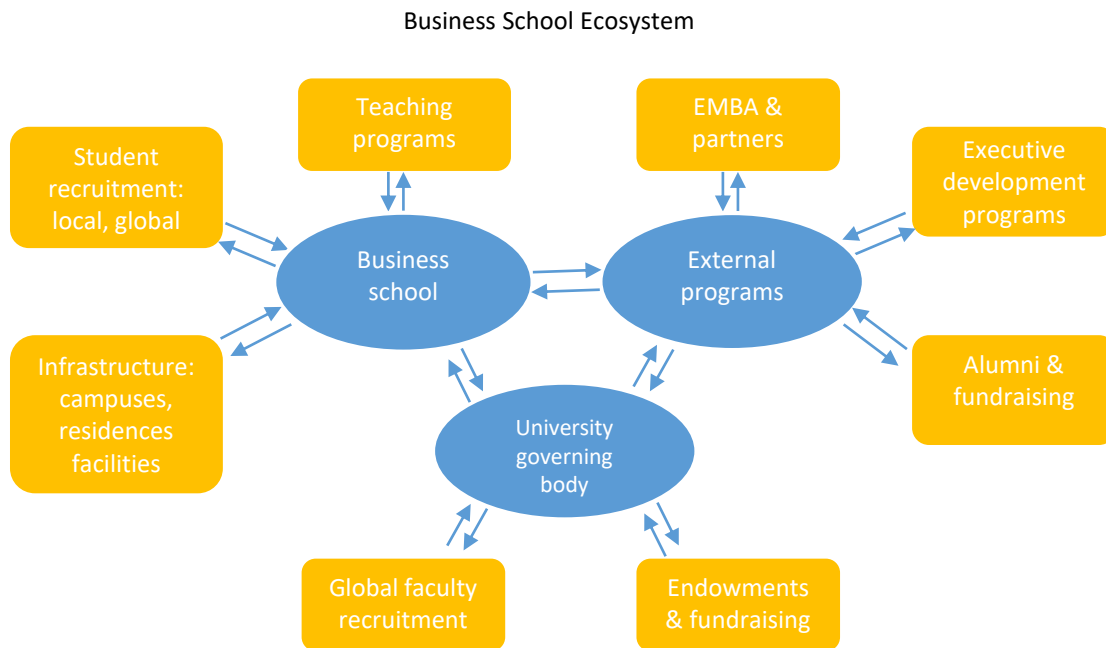 Business School Ecosystem
Teaching
programs
EMBA &
partners
Student
recruitment:
local, global
Executive
development
programs
Business
school
External
programs
Infrastructure:
campuses,
residences
facilities
Alumni &
fundraising
University
governing
body
Global faculty
recruitment
Endowments
& fundraising